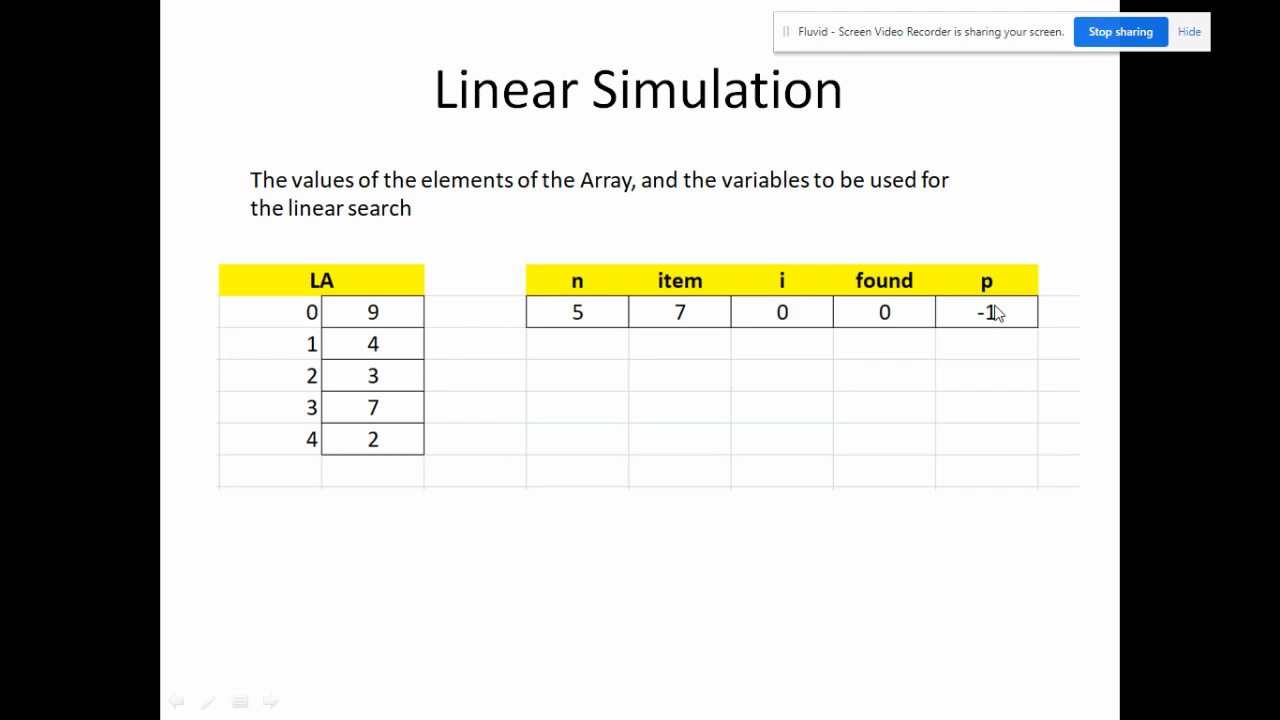 Fluvid - Screen Video Recorder is sharing your screen. Stop sharing Hide
Linear Simulation
The values of the elements of the Array, and the variables to be used for
the linear search
LA n item i found p
0 9 5 7 0 0 -1
1 4
2 3
3 7
4 2